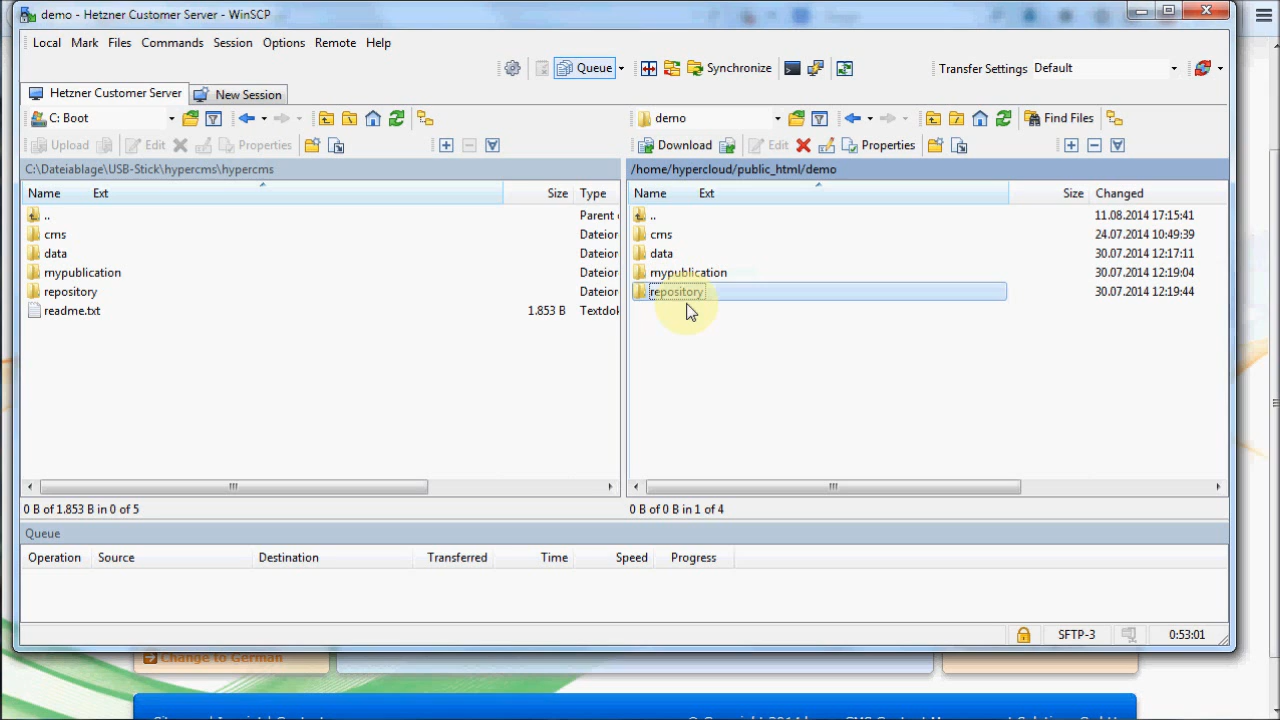 demo - Hetzner Customer Server - WinSCP
Local Mark Files Commands Session Options Remote Help
Queue Synchronize Transfer Settings Default
Hetzner Customer Server New Session
C: Boot demo Find Files
Upload Edit Properties Download Edit Properties
C:\Dateiablage\USB-Stick\hypercms\hypercms /home/hypercloud/public_html/demo
Name Ext Size Type Name Ext Size Changed
.. Parent .. 11.08.2014 17:15:41
cms Dateior cms 24.07.2014 10:49:39
data Dateior data 30.07.2014 12:17:11
mypublication Dateior mypublication 30.07.2014 12:19:04
repository Dateior repository 30.07.2014 12:19:44
readme.txt 1.853 B Textdok
0 B of 1.853 B in 0 of 5 0 B of 0 B in 1 of 4
Queue
Operation Source Destination Transferred Time Speed Progress
SFTP-3 0:53:01
Change to German